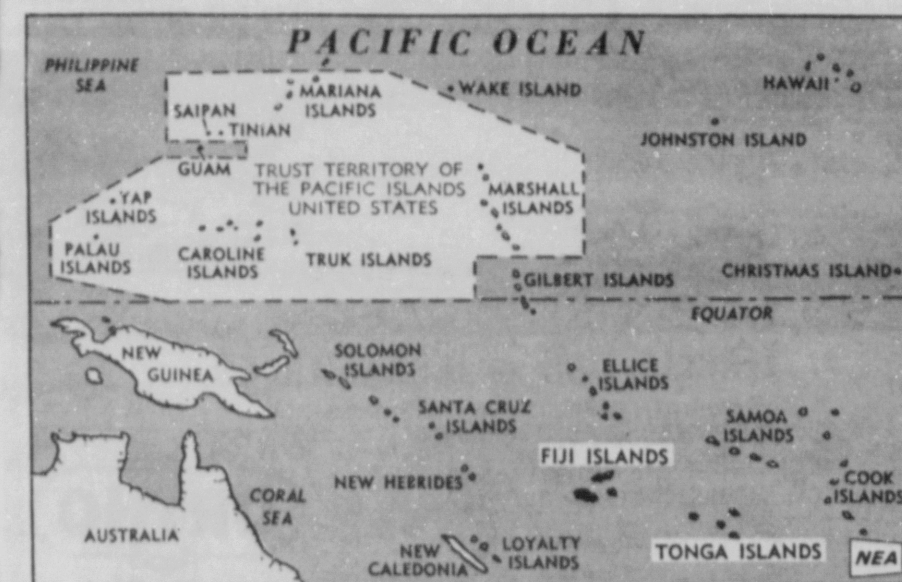 PACIFIC OCEAN
PHILIPPINE
SEA
MARIANA
ISLANDS
WAKE ISLAND
HAWAII
SAIPAN
TINIAN
JOHNSTON ISLAND
GUAM
TRUST TERRITORY OF
THE PACIFIC ISLANDS
UNITED STATES
MARSHALL
ISLANDS
YAP
ISLANDS
PALAU
ISLANDS
CAROLINE
ISLANDS
TRUK ISLANDS
GILBERT ISLANDS
CHRISTMAS ISLAND
EQUATOR
NEW
GUINEA
SOLOMON
ISLANDS
ELLICE
ISLANDS
SANTA CRUZ
ISLANDS
SAMOA
ISLANDS
FIJI ISLANDS
NEW HEBRIDES
COOK
ISLANDS
CORAL
SEA
AUSTRALIA
NEW
CALEDONIA
LOYALTY
ISLANDS
TONGA ISLANDS
NEA